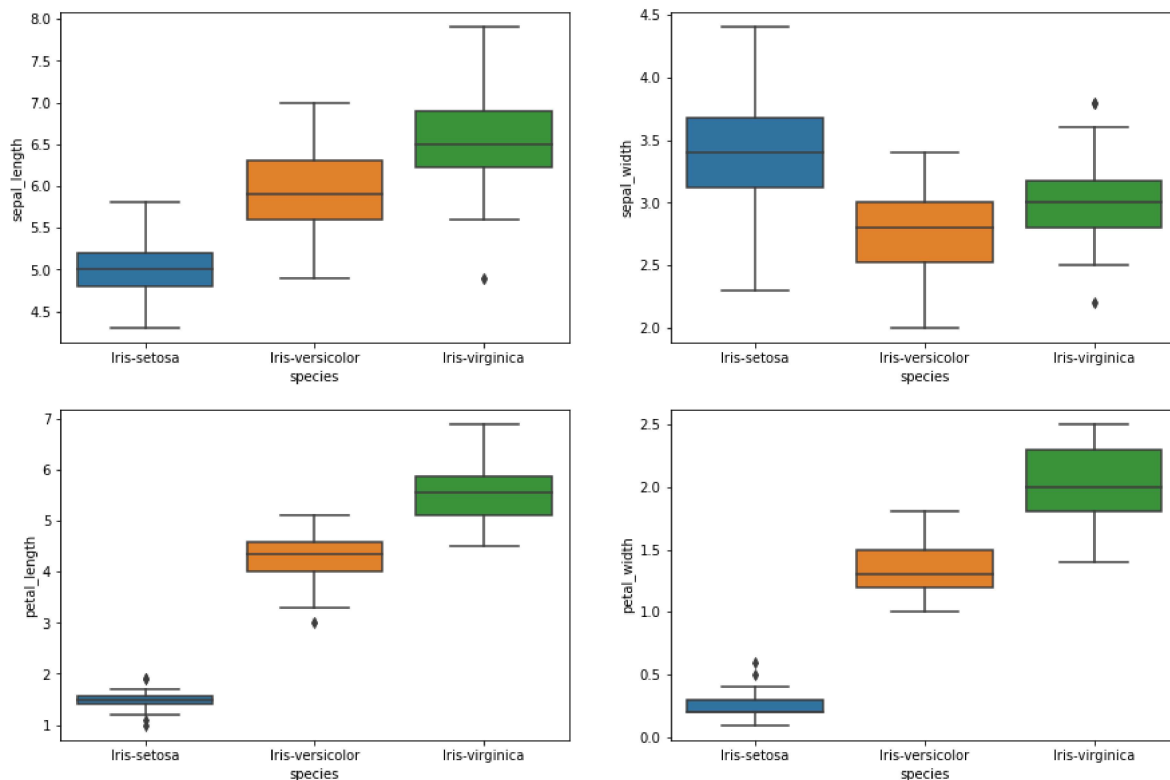 sepal_length
8.0
7.5
7.0
6.5
6.0
5.5
5.0
4.5
Iris-setosa Iris-versicolor Iris-virginica
species
sepal_width
4.5
4.0
3.5
3.0
2.5
2.0
Iris-setosa Iris-versicolor Iris-virginica
species
petal_length
7
6
5
4
3
2
1
Iris-setosa Iris-versicolor Iris-virginica
species
petal_width
2.5
2.0
1.5
1.0
0.5
0.0
Iris-setosa Iris-versicolor Iris-virginica
species